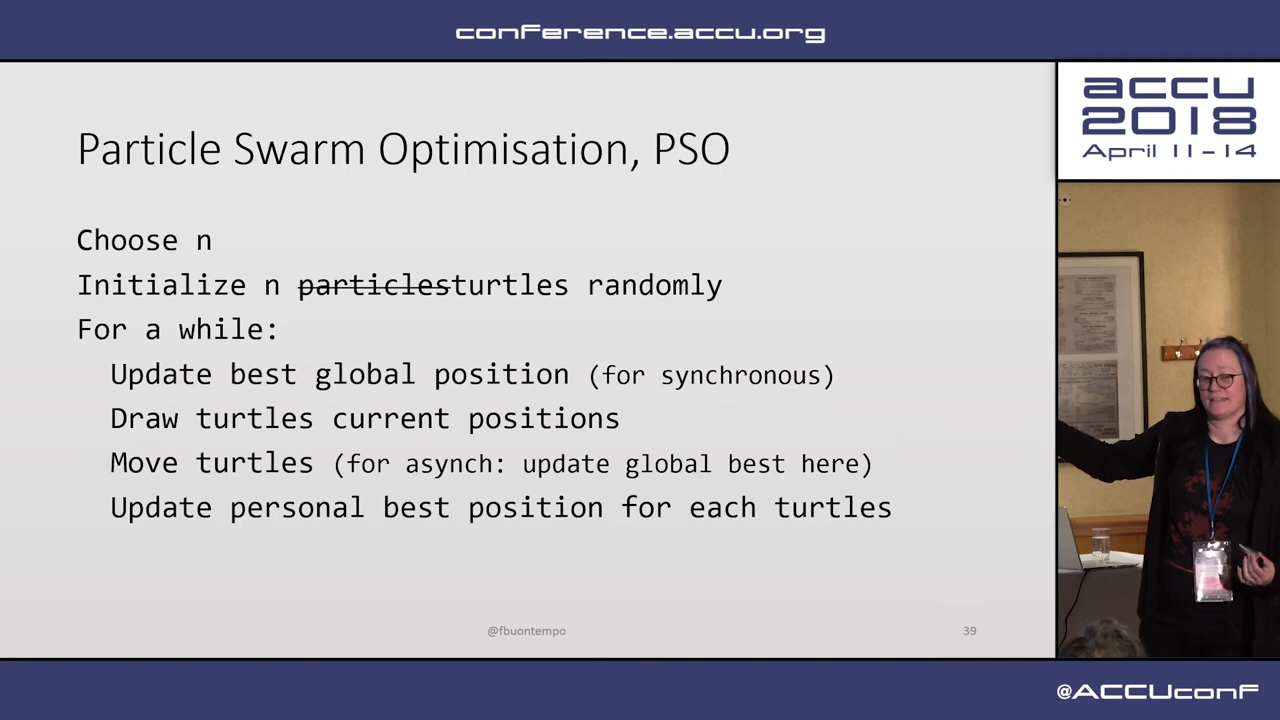 conference.accu.org
accu
2018
April 11-14
Particle Swarm Optimisation, PSO
Choose n
Initialize n particlesturtles randomly
For a while:
Update best global position (for synchronous)
Draw turtles current positions
Move turtles (for asynch: update global best here)
Update personal best position for each turtles
@fbuontempo
39
@ACCUconf